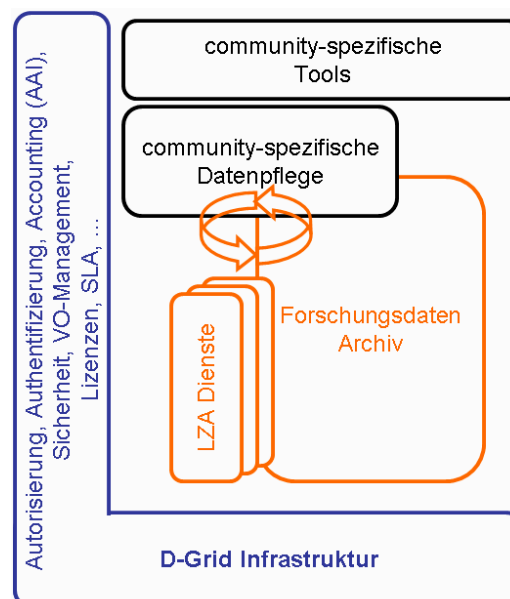 Autorisierung, Authentifizierung, Accounting (AAI),
Sicherheit, VO-Management,
Lizenzen, SLA, ...
community-spezifische
Tools
community-spezifische
Datenpflege
LZA Dienste
Forschungsdaten
Archiv
D-Grid Infrastruktur